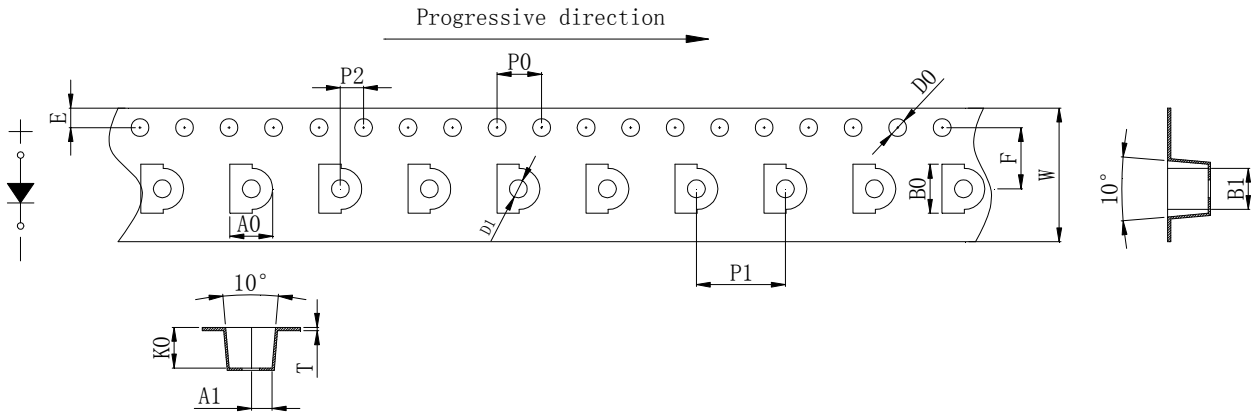 Progressive direction
P2
P0
D0
E
F
W
B0
A0
D1
P1
10°
B1
10°
K0
T
A1